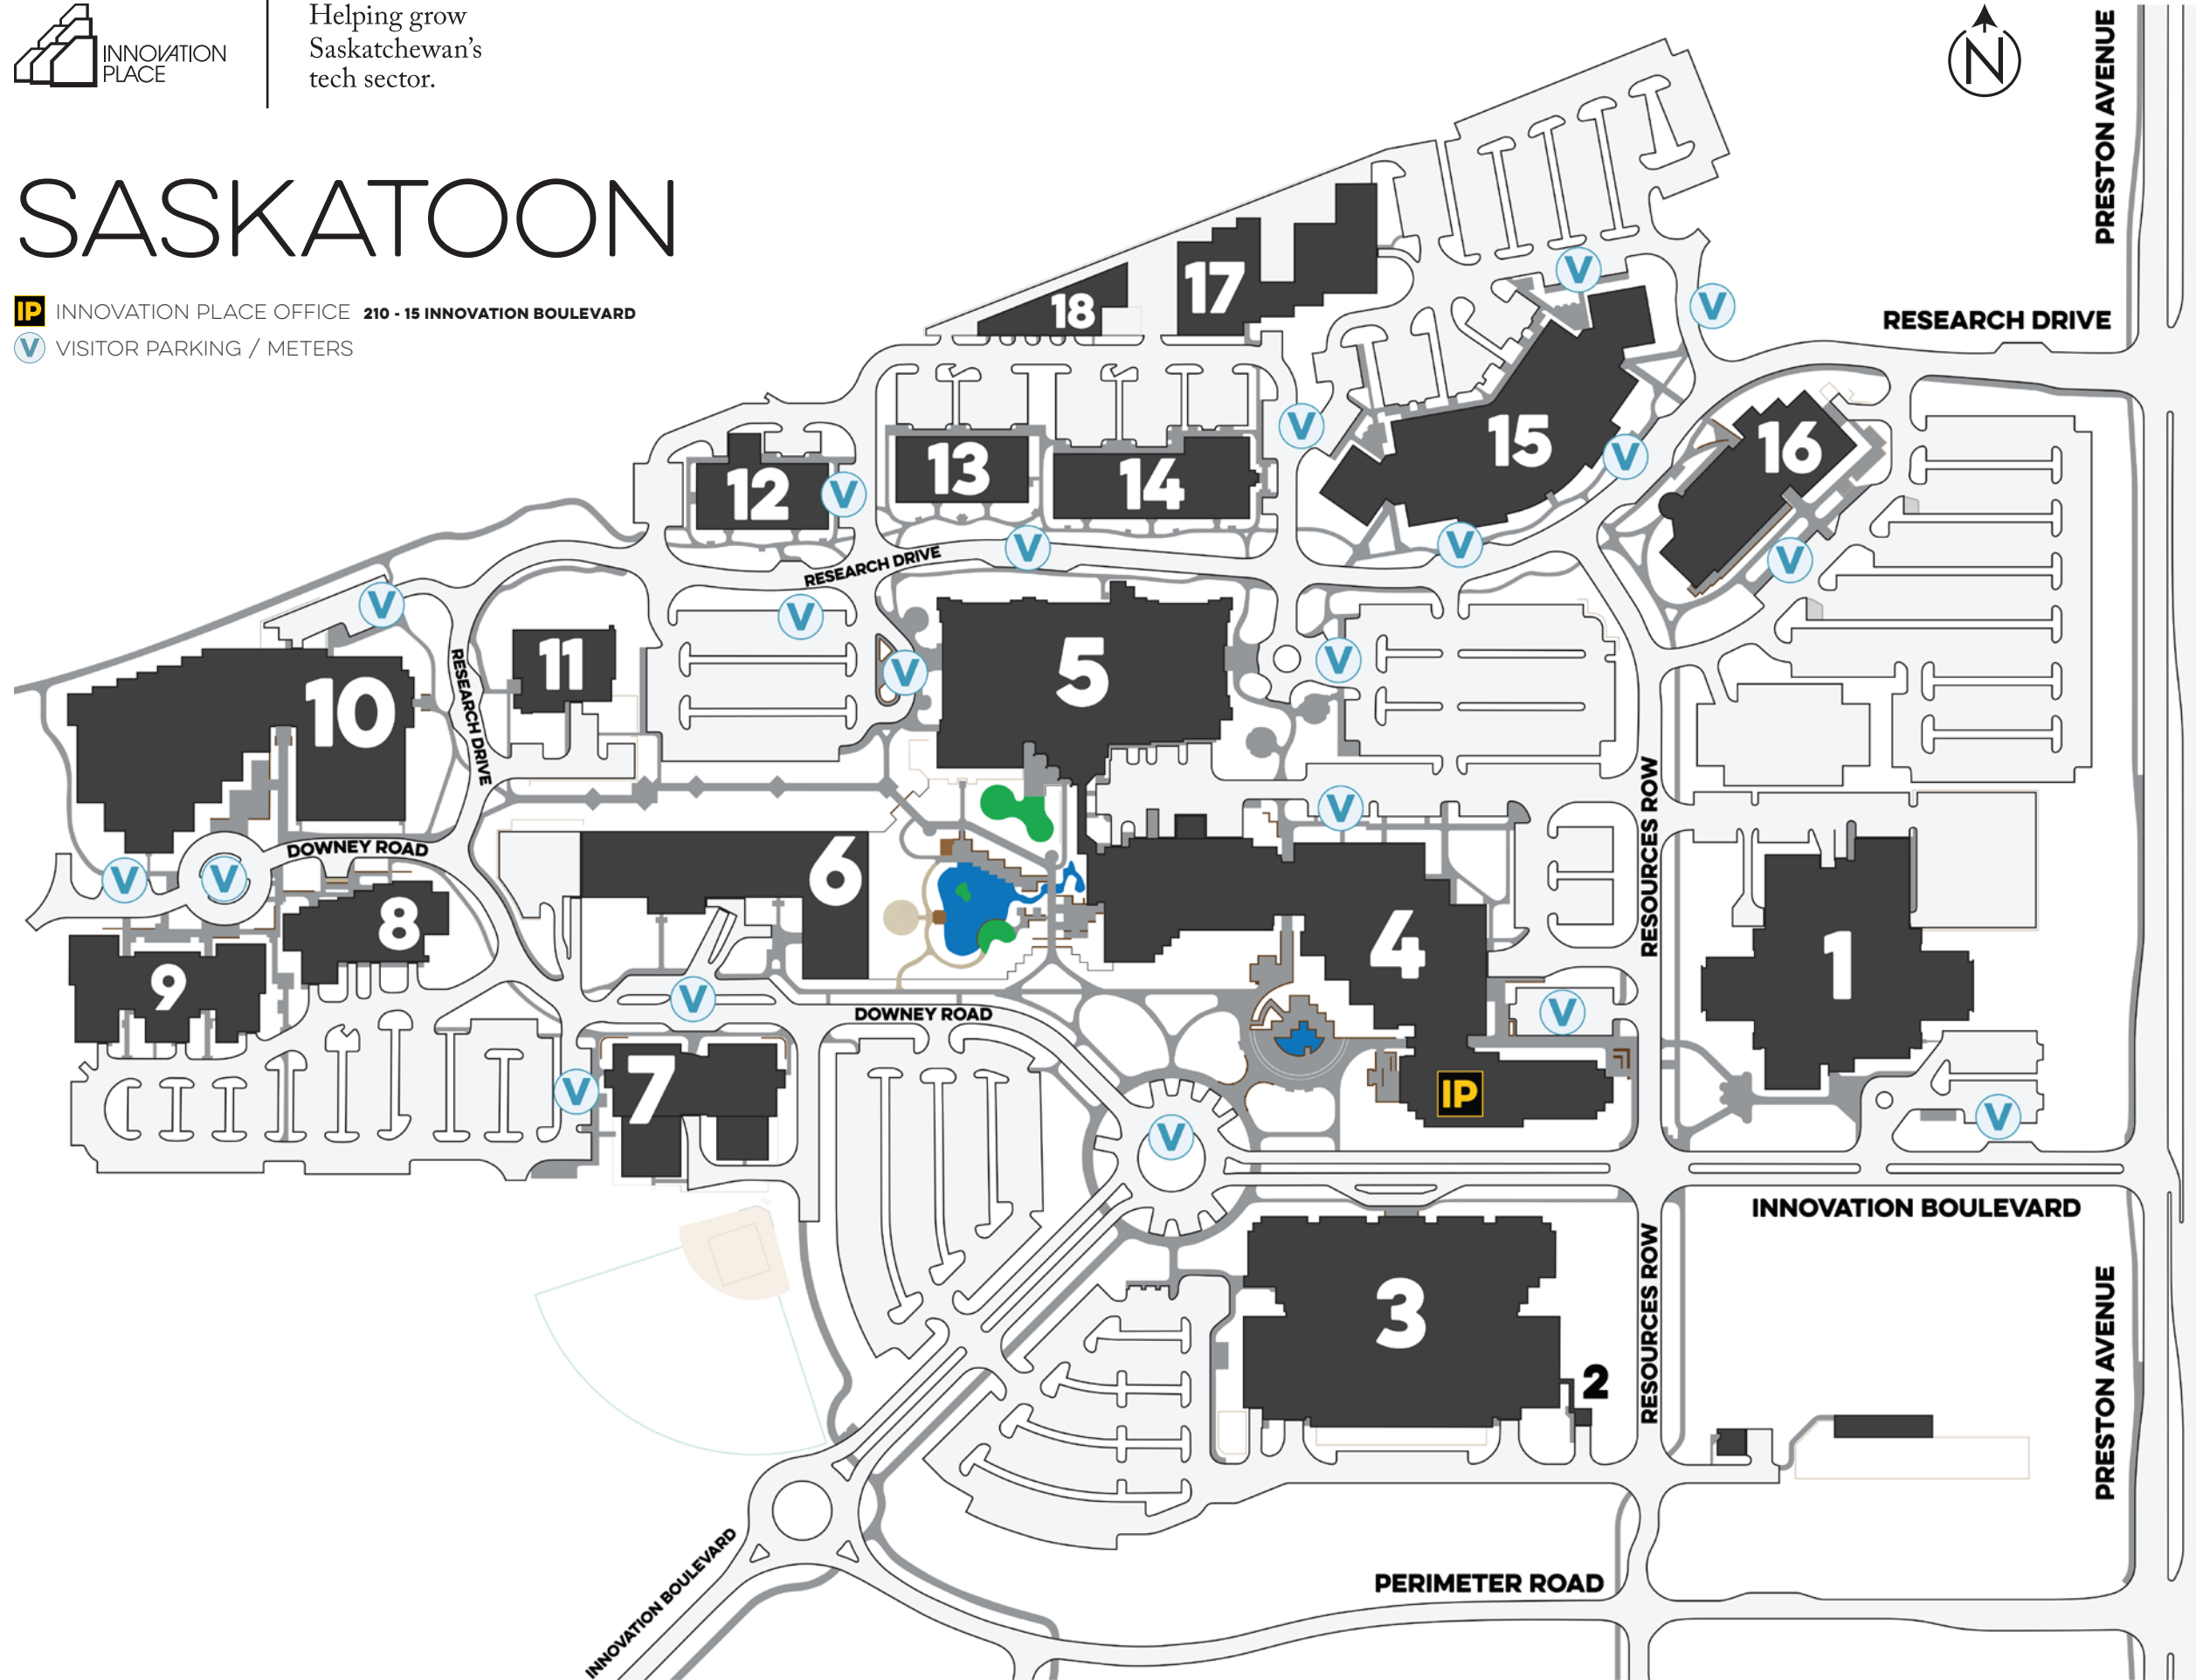 INNOVATION
PLACE
Helping grow
Saskatchewan's
tech sector.
N
SASKATOON
IP INNOVATION PLACE OFFICE 210 - 15 INNOVATION BOULEVARD
V VISITOR PARKING / METERS
PRESTON AVENUE
RESEARCH DRIVE
V
V
17
18
V
15
16
V
12
V
13
14
V
V
V
RESEARCH DRIVE
V
V
11
V
5
V
10
RESEARCH DRIVE
V
RESOURCES ROW
DOWNEY ROAD
V
V
6
8
9
4
1
V
DOWNEY ROAD
V
7
V
IP
V
V
INNOVATION BOULEVARD
3
2
RESOURCES ROW
PRESTON AVENUE
INNOVATION BOULEVARD
PERIMETER ROAD